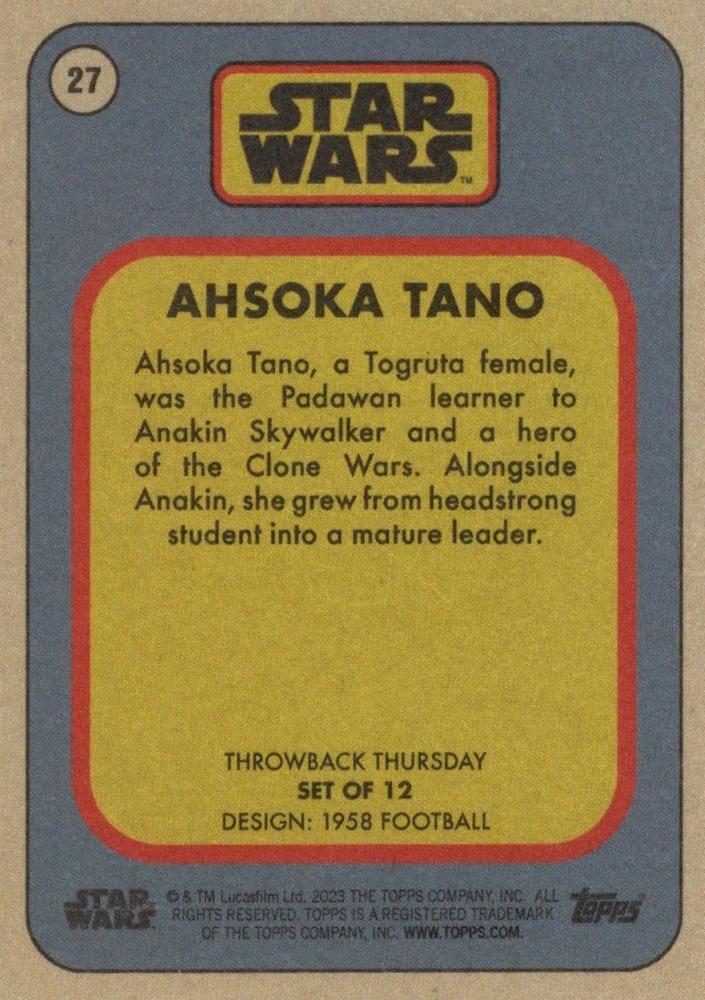 27
STAR
WARS™
AHSOKA TANO
Ahsoka Tano, a Togruta female,
was the Padawan learner to
Anakin Skywalker and a hero
of the Clone Wars. Alongside
Anakin, she grew from headstrong
student into a mature leader.
THROWBACK THURSDAY
SET OF 12
DESIGN: 1958 FOOTBALL
STAR
WARS
© & TM Lucasfilm Ltd. 2023 THE TOPPS COMPANY, INC. ALL
RIGHTS RESERVED. TOPPS IS A REGISTERED TRADEMARK
OF THE TOPPS COMPANY, INC. WWW.TOPPS.COM.
topps